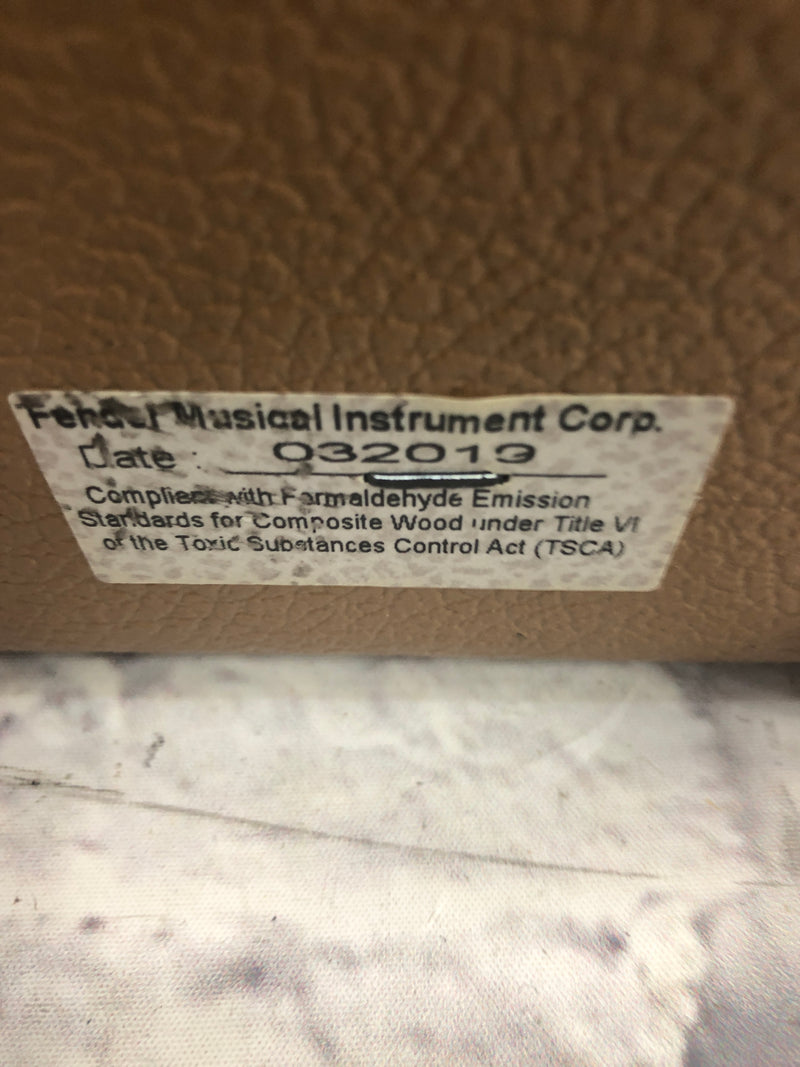 Fender Musical Instrument Corp.
Date : 032019
Compliant with Formaldehyde Emission
Standards for Composite Wood under Title VI
of the Toxic Substances Control Act (TSCA)